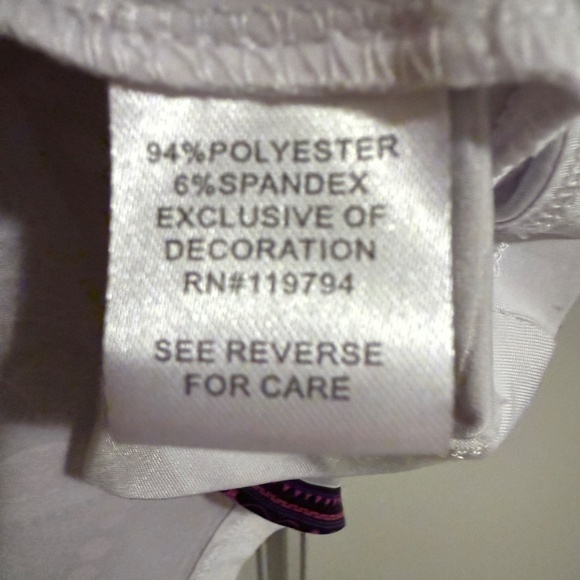 94%POLYESTER
6%SPANDEX
EXCLUSIVE OF
DECORATION
RN#119794
SEE REVERSE
FOR CARE